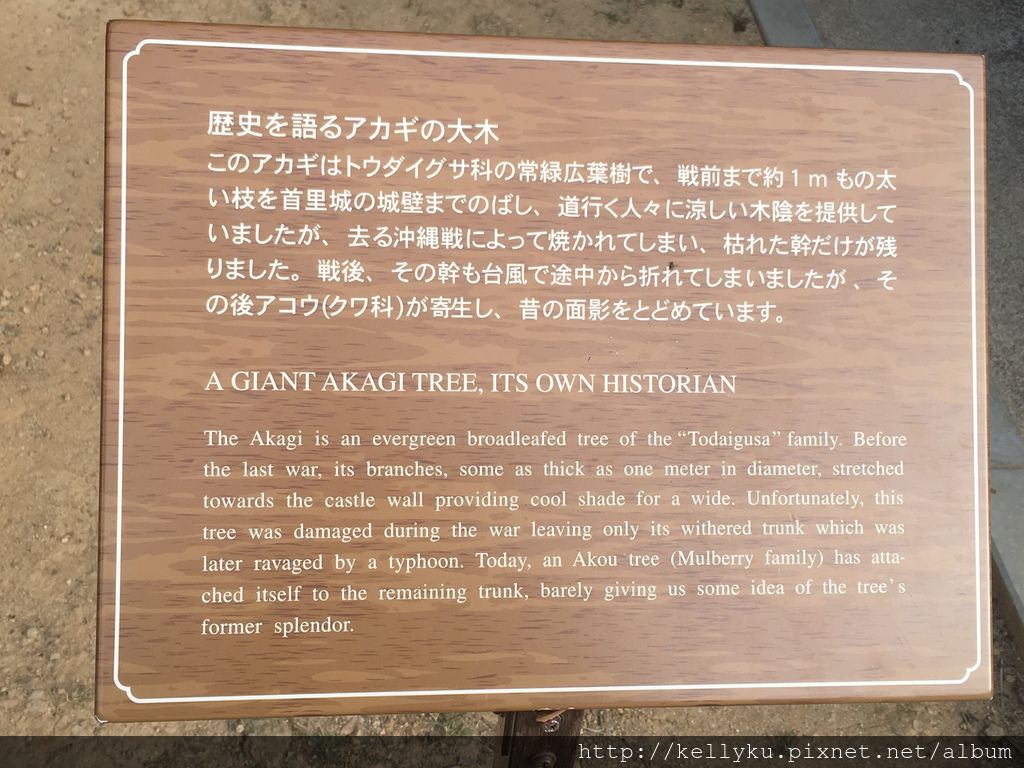 歴史を語るアカギの大木
このアカギはトウダイグサ科の常緑広葉樹で、戦前まで約1mもの太
い枝を首里城の城壁までのばし、道行く人々に涼しい木陰を提供して
いましたが、去る沖縄戦によって焼かれてしまい、枯れた幹だけが残
りました。戦後、その幹も台風で途中から折れてしまいましたが、そ
の後アコウ(クワ科)が寄生し、昔の面影をとどめています。
A GIANT AKAGI TREE, ITS OWN HISTORIAN
The Akagi is an evergreen broadleafed tree of the “Todaigusa” family. Before
the last war, its branches, some as thick as one meter in diameter, stretched
towards the castle wall providing cool shade for a wide. Unfortunately, this
tree was damaged during the war leaving only its withered trunk which was
later ravaged by a typhoon. Today, an Akou tree (Mulberry family) has atta-
ched itself to the remaining trunk, barely giving us some idea of the tree’s
former splendor.
http://kellyku.pixnet.net/album